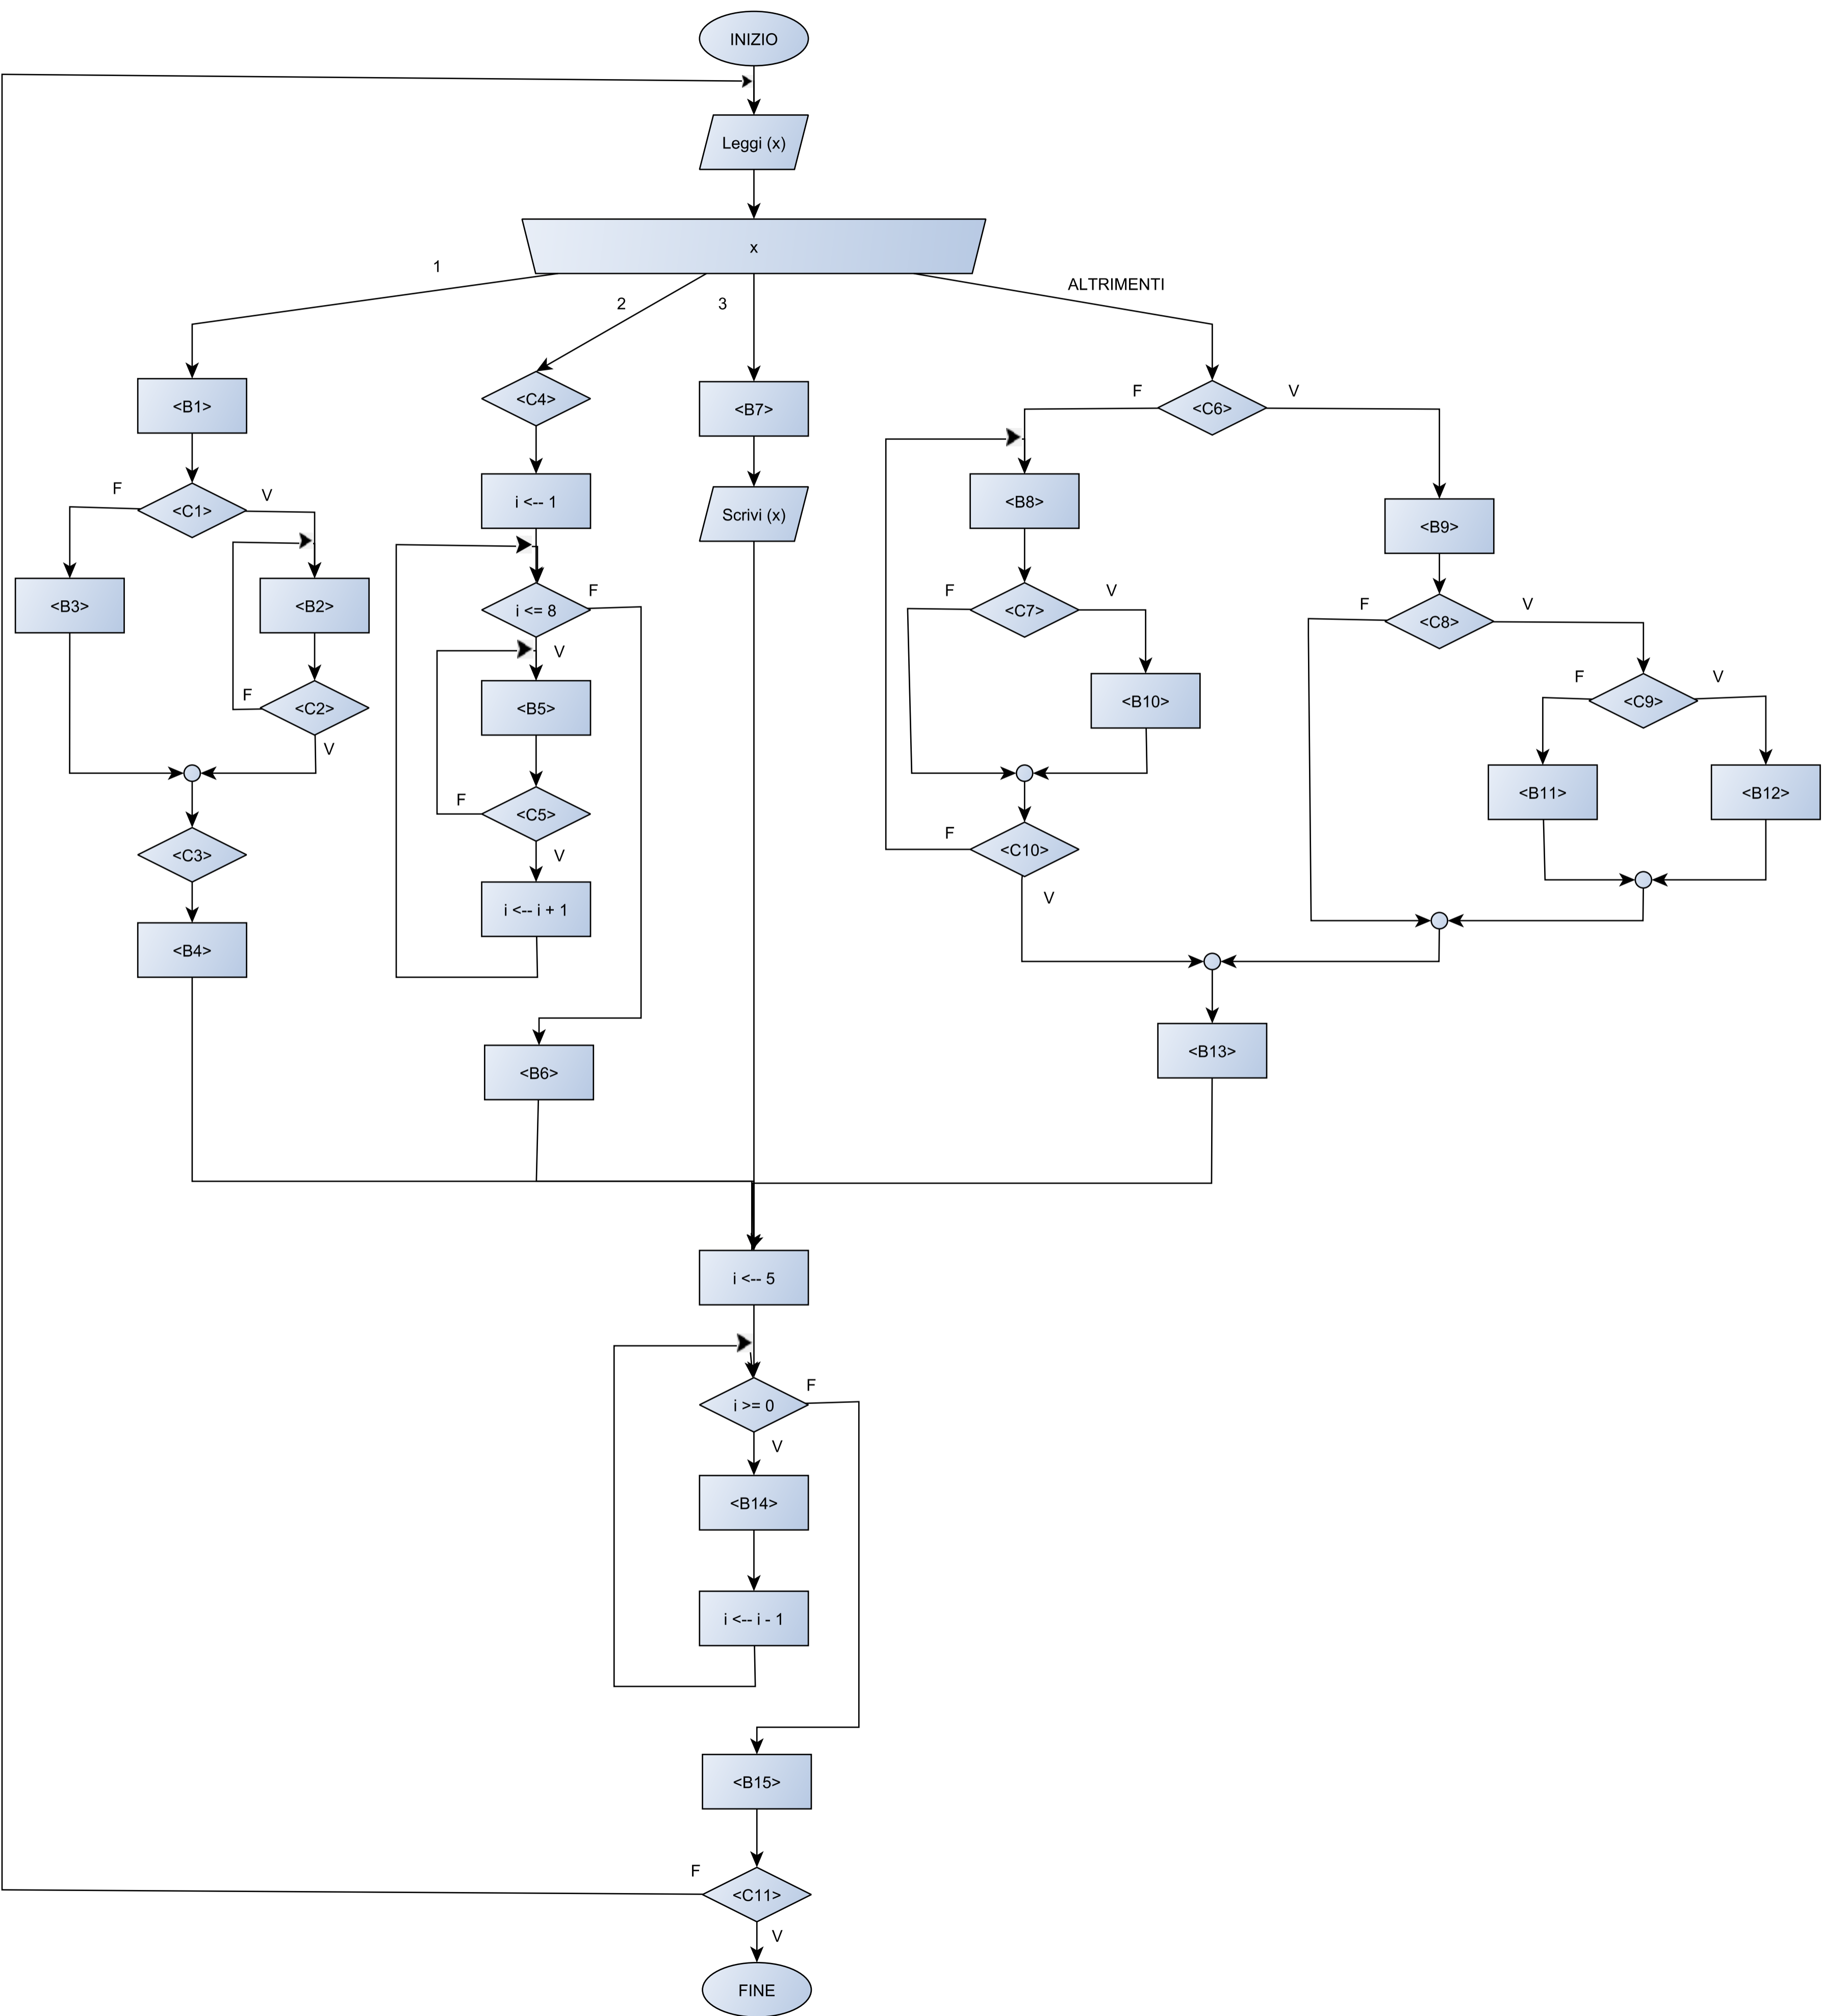 INIZIO
Leggi (x)
x
1
2
3
ALTRIMENTI
<B1>
<C1>
F
V
<B3>
<B2>
<C2>
F
V
<C3>
<B4>
<C4>
i <-- 1
i <= 8
F
V
<B5>
<C5>
F
V
i <-- i + 1
<B6>
<B7>
Scrivi (x)
<C6>
F
V
<B8>
<C7>
F
V
<B10>
<C10>
F
V
<B9>
<C8>
F
V
<C9>
F
V
<B11>
<B12>
<B13>
i <-- 5
i >= 0
F
V
<B14>
i <-- i - 1
<B15>
<C11>
F
V
FINE